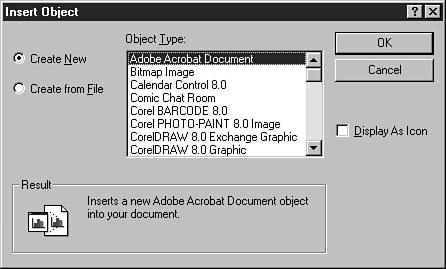 Insert Object
Create New
Create from File
Object Type:
Adobe Acrobat Document
Bitmap Image
Calendar Control 8.0
Comic Chat Room
Corel BARCODE 8.0
Corel PHOTO-PAINT 8.0 Image
CorelDRAW 8.0 Exchange Graphic
CorelDRAW 8.0 Graphic
OK
Cancel
Display As Icon
Result
Inserts a new Adobe Acrobat Document object
into your document.